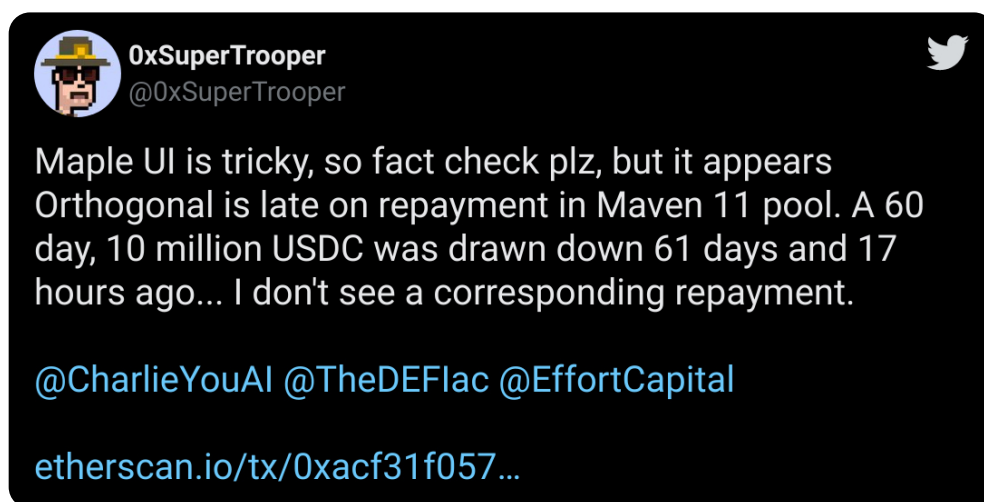 0xSuperTrooper
@0xSuperTrooper
Maple UI is tricky, so fact check plz, but it appears
Orthogonal is late on repayment in Maven 11 pool. A 60
day, 10 million USDC was drawn down 61 days and 17
hours ago... I don't see a corresponding repayment.
@CharlieYouAI @TheDEFIac @EffortCapital
etherscan.io/tx/0xacf31f057…